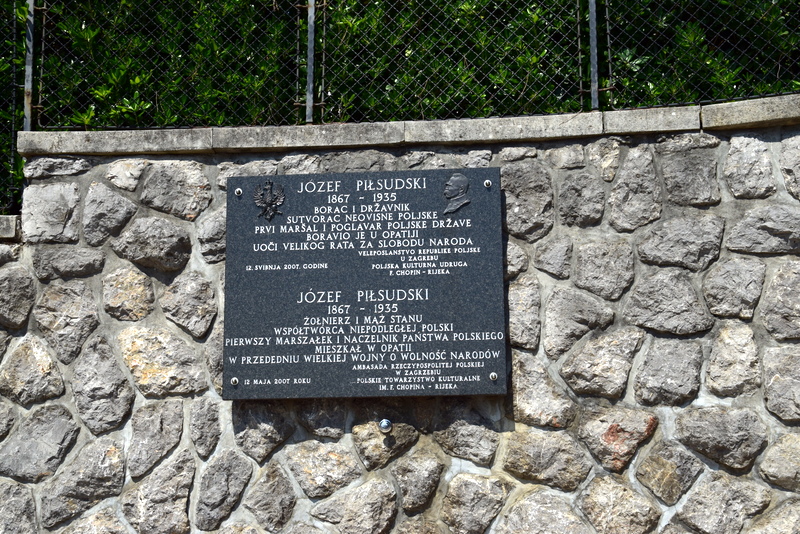 JÓZEF PIŁSUDSKI
1867 - 1935
BORAC I DRŽAVNIK
SUTVORAC NEOVISNE POLJSKE
PRVI MARŠAL I POGLAVAR POLJSKE DRŽAVE
BORAVIO JE U OPATIJI
UOČI VELIKOG RATA ZA SLOBODU NARODA
VELEPOSLANSTVO REPUBLIKE POLJSKE
U ZAGREBU
12. SVIBNJA 2007. GODINE POLJSKA KULTURNA UDRUGA
F. CHOPIN - RIJEKA
JÓZEF PIŁSUDSKI
1867 - 1935
ŻOŁNIERZ I MĄŻ STANU
WSPÓŁTWÓRCA NIEPODLEGŁEJ POLSKI
PIERWSZY MARSZAŁEK I NACZELNIK PAŃSTWA POLSKIEGO
MIESZKAŁ W OPATII
W PRZEDEDNIU WIELKIEJ WOJNY O WOLNOŚĆ NARODÓW
AMBASADA RZECZYPOSPOLITEJ POLSKIEJ
W ZAGRZEBIU
12 MAJA 2007 ROKU POLSKIE TOWARZYSTWO KULTURALNE
IM. F. CHOPINA - RIJEKA